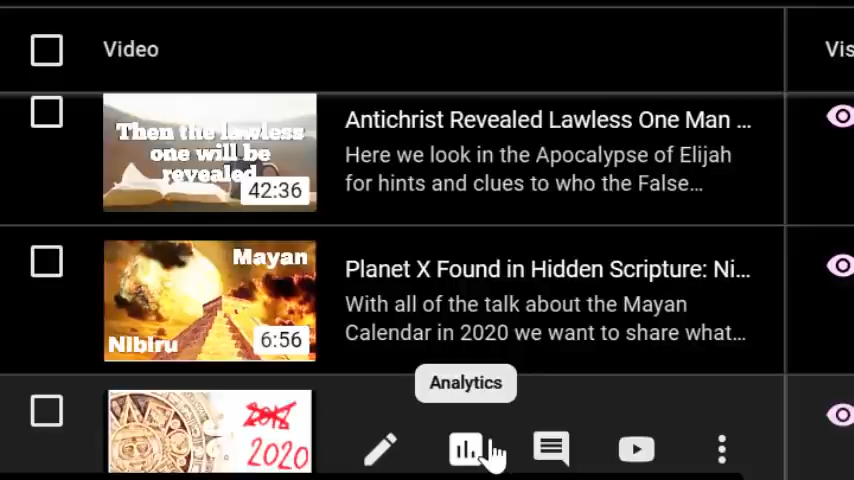 Video
Vis
Then the lawless
one will be
revealed
42:36
Antichrist Revealed Lawless One Man ...
Here we look in the Apocalypse of Elijah
for hints and clues to who the False...
Mayan
Nibiru
6:56
Planet X Found in Hidden Scripture: Ni...
With all of the talk about the Mayan
Calendar in 2020 we want to share what...
Analytics
2012
2020